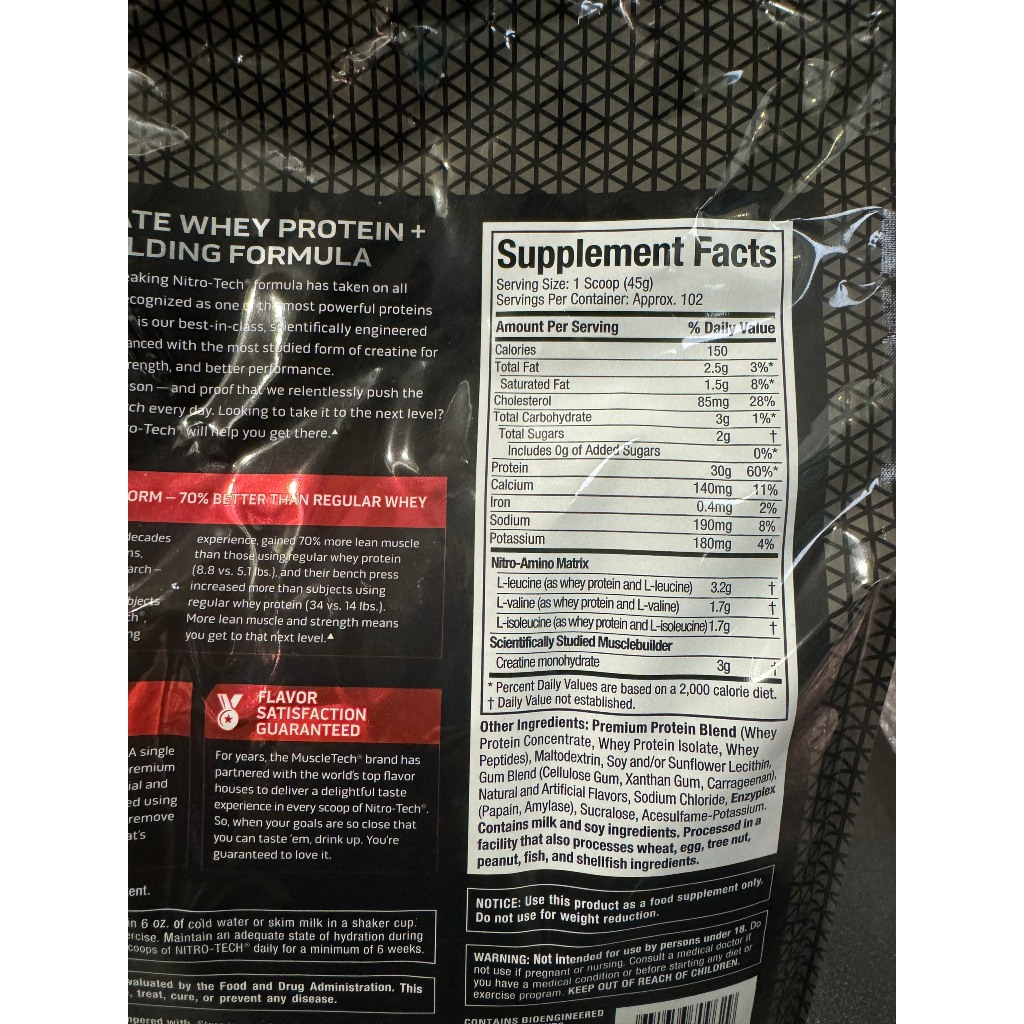 ATE WHEY PROTEIN +
LDING FORMULA
aking Nitro-Tech® formula has taken on all
cognized as one of the most powerful proteins
is our best-in-class, scientifically engineered
anced with the most studied form of creatine for
rength, and better performance.
son — and proof that we relentlessly push the
ch every day. Looking to take it to the next level?
o-Tech® will help you get there.▲
ORM — 70% BETTER THAN REGULAR WHEY
decades
ns,
arch –
bjects
ch®,
ng
experience, gained 70% more lean muscle
than those using regular whey protein
(8.8 vs. 5.1 lbs.), and their bench press
increased more than subjects using
regular whey protein (34 vs. 14 lbs.).
More lean muscle and strength means
you get to that next level.▲
A single
remium
ial and
ed using
remove
at's
FLAVOR
SATISFACTION
GUARANTEED
For years, the MuscleTech® brand has
partnered with the world's top flavor
houses to deliver a delightful taste
experience in every scoop of Nitro-Tech®.
So, when your goals are so close that
you can taste 'em, drink up. You're
guaranteed to love it.
ent.
in 6 oz. of cold water or skim milk in a shaker cup.
ercise. Maintain an adequate state of hydration during
coops of NITRO-TECH® daily for a minimum of 6 weeks.
valuated by the Food and Drug Administration. This
, treat, cure, or prevent any disease.
Supplement Facts
Serving Size: 1 Scoop (45g)
Servings Per Container: Approx. 102
Amount Per Serving % Daily Value
Calories 150
Total Fat 2.5g 3%*
Saturated Fat 1.5g 8%*
Cholesterol 85mg 28%
Total Carbohydrate 3g 1%*
Total Sugars 2g †
Includes 0g of Added Sugars 0%*
Protein 30g 60%*
Calcium 140mg 11%
Iron 0.4mg 2%
Sodium 190mg 8%
Potassium 180mg 4%
Nitro-Amino Matrix
L-leucine (as whey protein and L-leucine) 3.2g †
L-valine (as whey protein and L-valine) 1.7g †
L-isoleucine (as whey protein and L-isoleucine) 1.7g †
Scientifically Studied Musclebuilder
Creatine monohydrate 3g †
* Percent Daily Values are based on a 2,000 calorie diet.
† Daily Value not established.
Other Ingredients: Premium Protein Blend (Whey
Protein Concentrate, Whey Protein Isolate, Whey
Peptides), Maltodextrin, Soy and/or Sunflower Lecithin,
Gum Blend (Cellulose Gum, Xanthan Gum, Carrageenan),
Natural and Artificial Flavors, Sodium Chloride, Enzyplex
(Papain, Amylase), Sucralose, Acesulfame-Potassium.
Contains milk and soy ingredients. Processed in a
facility that also processes wheat, egg, tree nut,
peanut, fish, and shellfish ingredients.
NOTICE: Use this product as a food supplement only.
Do not use for weight reduction.
WARNING: Not intended for use by persons under 18. Do
not use if pregnant or nursing. Consult a medical doctor if
you have a medical condition or before starting any diet or
exercise program. KEEP OUT OF REACH OF CHILDREN.
CONTAINS BIOENGINEERED